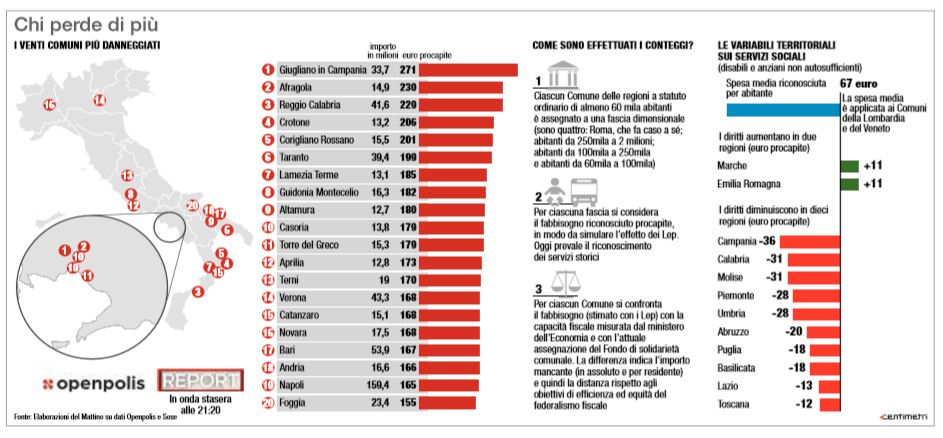 Chi perde di più
I VENTI COMUNI PIÙ DANNEGGIATI
importo
in milioni
euro procapite
1 Giugliano in Campania 33,7 271
2 Afragola 14,9 230
3 Reggio Calabria 41,6 229
4 Crotone 13,2 206
5 Corigliano Rossano 15,5 201
6 Taranto 39,4 199
7 Lamezia Terme 13,1 185
8 Guidonia Montecelio 16,3 182
9 Altamura 12,7 180
10 Casoria 13,8 179
11 Torre del Greco 15,3 179
12 Aprilia 12,8 173
13 Terni 19 170
14 Verona 43,3 168
15 Catanzaro 15,1 168
16 Novara 17,5 168
17 Bari 53,9 167
18 Andria 16,6 166
19 Napoli 159,4 165
20 Foggia 23,4 155
COME SONO EFFETTUATI I CONTEGGI?
1
Ciascun Comune delle regioni a statuto
ordinario di almeno 60 mila abitanti
è assegnato a una fascia dimensionale
(sono quattro: Roma, che fa caso a sé;
abitanti da 250mila a 2 milioni;
abitanti da 100mila a 250mila
e abitanti da 60mila a 100mila)
2
Per ciascuna fascia si considera
il fabbisogno riconosciuto procapite,
in modo da simulare l'effetto dei Lep.
Oggi prevale il riconoscimento
dei servizi storici
3
Per ciascun Comune si confronta
il fabbisogno (stimato con i Lep) con la
capacità fiscale misurata dal ministero
dell'Economia e con l'attuale
assegnazione del Fondo di solidarietà
comunale. La differenza indica l'importo
mancante (in assoluto e per residente)
e quindi la distanza rispetto agli
obiettivi di efficienza ed equità del
federalismo fiscale
LE VARIABILI TERRITORIALI
SUI SERVIZI SOCIALI
(disabili e anziani non autosufficienti)
Spesa media riconosciuta
per abitante
67 euro
La spesa media
è applicata ai Comuni
della Lombardia
e del Veneto
I diritti aumentano in due
regioni (euro procapite)
Marche +11
Emilia Romagna +11
I diritti diminuiscono in dieci
regioni (euro procapite)
Campania -36
Calabria -31
Molise -31
Piemonte -28
Umbria -28
Abruzzo -20
Puglia -18
Basilicata -18
Lazio -13
Toscana -12
openpolis
REPORT
In onda stasera
alle 21:20
Fonte: Elaborazioni del Mattino su dati Openpolis e Sose
centimetri